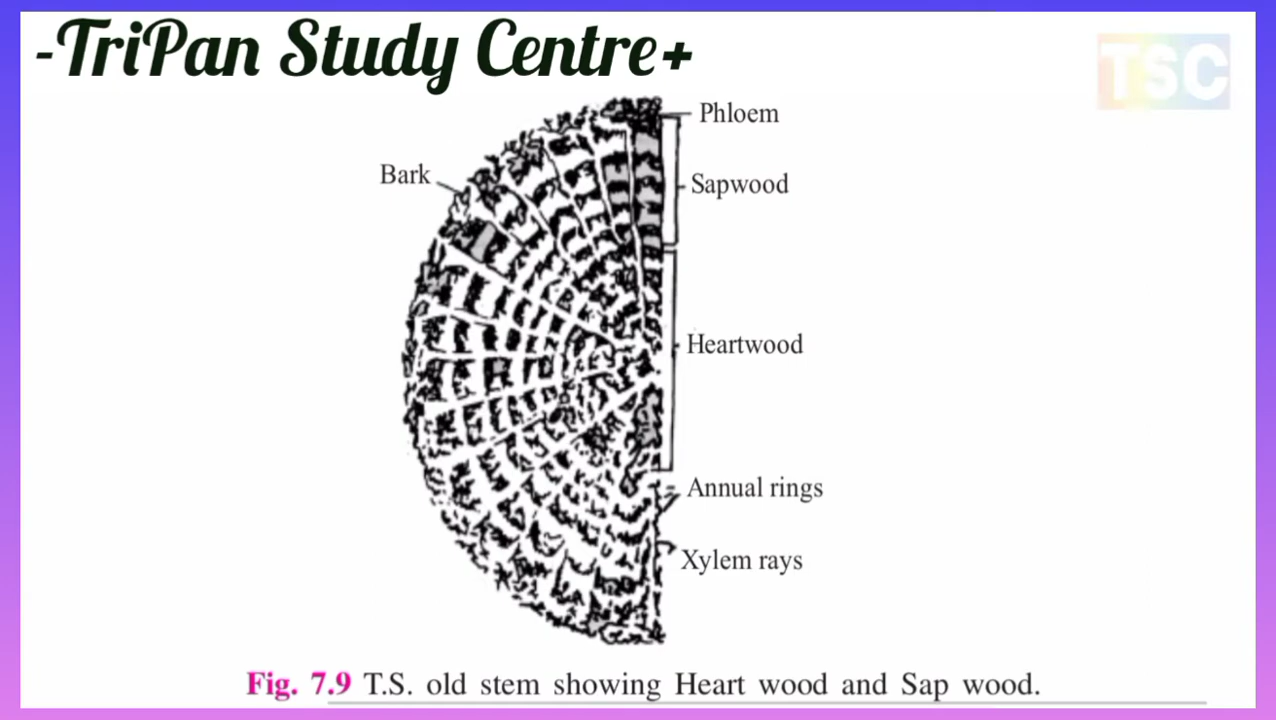 -TriPan Study Centre+
TSC
Phloem
Bark
Sapwood
Heartwood
Annual rings
Xylem rays
Fig. 7.9 T.S. old stem showing Heart wood and Sap wood.